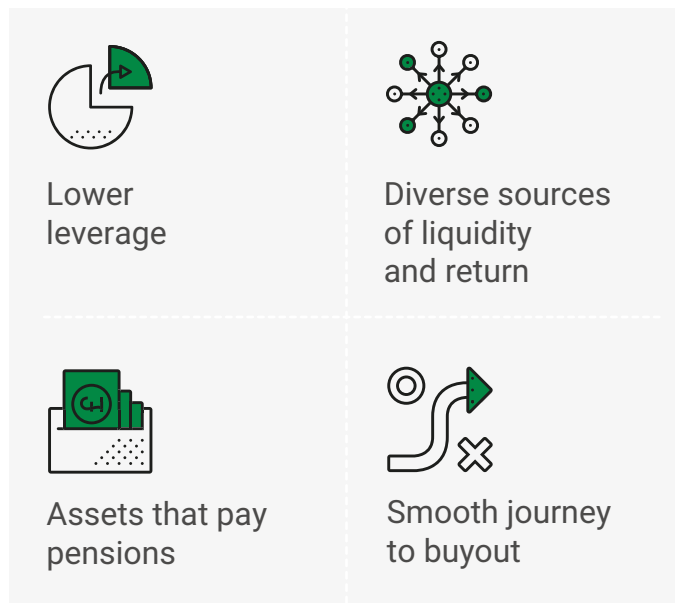 Lower
leverage
Diverse sources
of liquidity
and return
Assets that pay
pensions
Smooth journey
to buyout